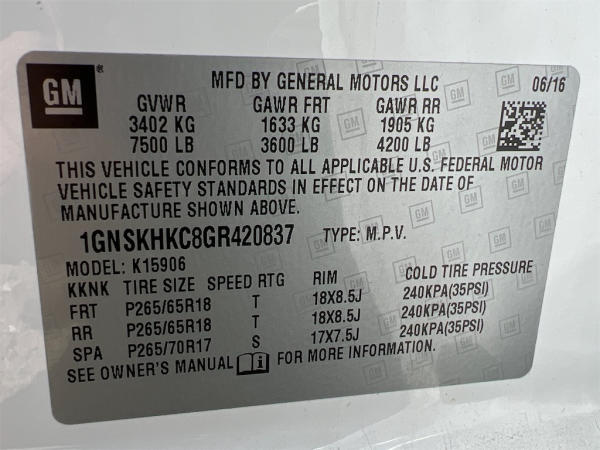 GM ® MFD BY GENERAL MOTORS LLC 06/16
GVWR GAWR FRT GAWR RR
3402 KG 1633 KG 1905 KG
7500 LB 3600 LB 4200 LB
THIS VEHICLE CONFORMS TO ALL APPLICABLE U.S. FEDERAL MOTOR
VEHICLE SAFETY STANDARDS IN EFFECT ON THE DATE OF
MANUFACTURE SHOWN ABOVE.
1GNSKHKC8GR420837 TYPE: M.P.V.
MODEL: K15906
KKNK TIRE SIZE SPEED RTG RIM COLD TIRE PRESSURE
FRT P265/65R18 T 18X8.5J 240KPA(35PSI)
RR P265/65R18 T 18X8.5J 240KPA(35PSI)
SPA P265/70R17 S 17X7.5J 240KPA(35PSI)
SEE OWNER'S MANUAL i FOR MORE INFORMATION.